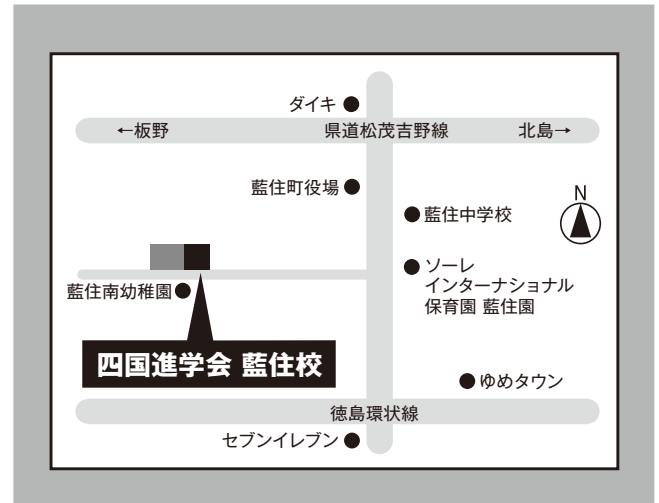 ダイキ
←板野
県道松茂吉野線
北島→
藍住町役場
N
藍住中学校
ソーレ
インターナショナル
保育園 藍住園
藍住南幼稚園
四国進学会 藍住校
ゆめタウン
徳島環状線
セブンイレブン